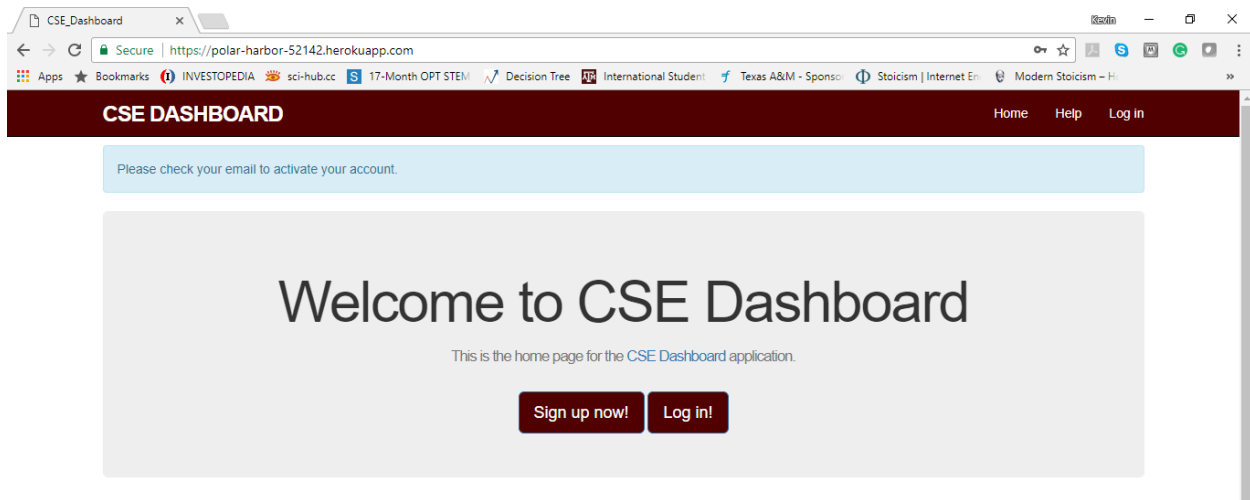 CSE_Dashboard
Kevin
Secure https://polar-harbor-52142.herokuapp.com
Apps Bookmarks INVESTOPEDIA sci-hub.cc 17-Month OPT STEM Decision Tree International Student Texas A&M - Sponso Stoicism | Internet En Modern Stoicism – H
CSE DASHBOARD Home Help Log in
Please check your email to activate your account.
Welcome to CSE Dashboard
This is the home page for the CSE Dashboard application.
Sign up now! Log in!